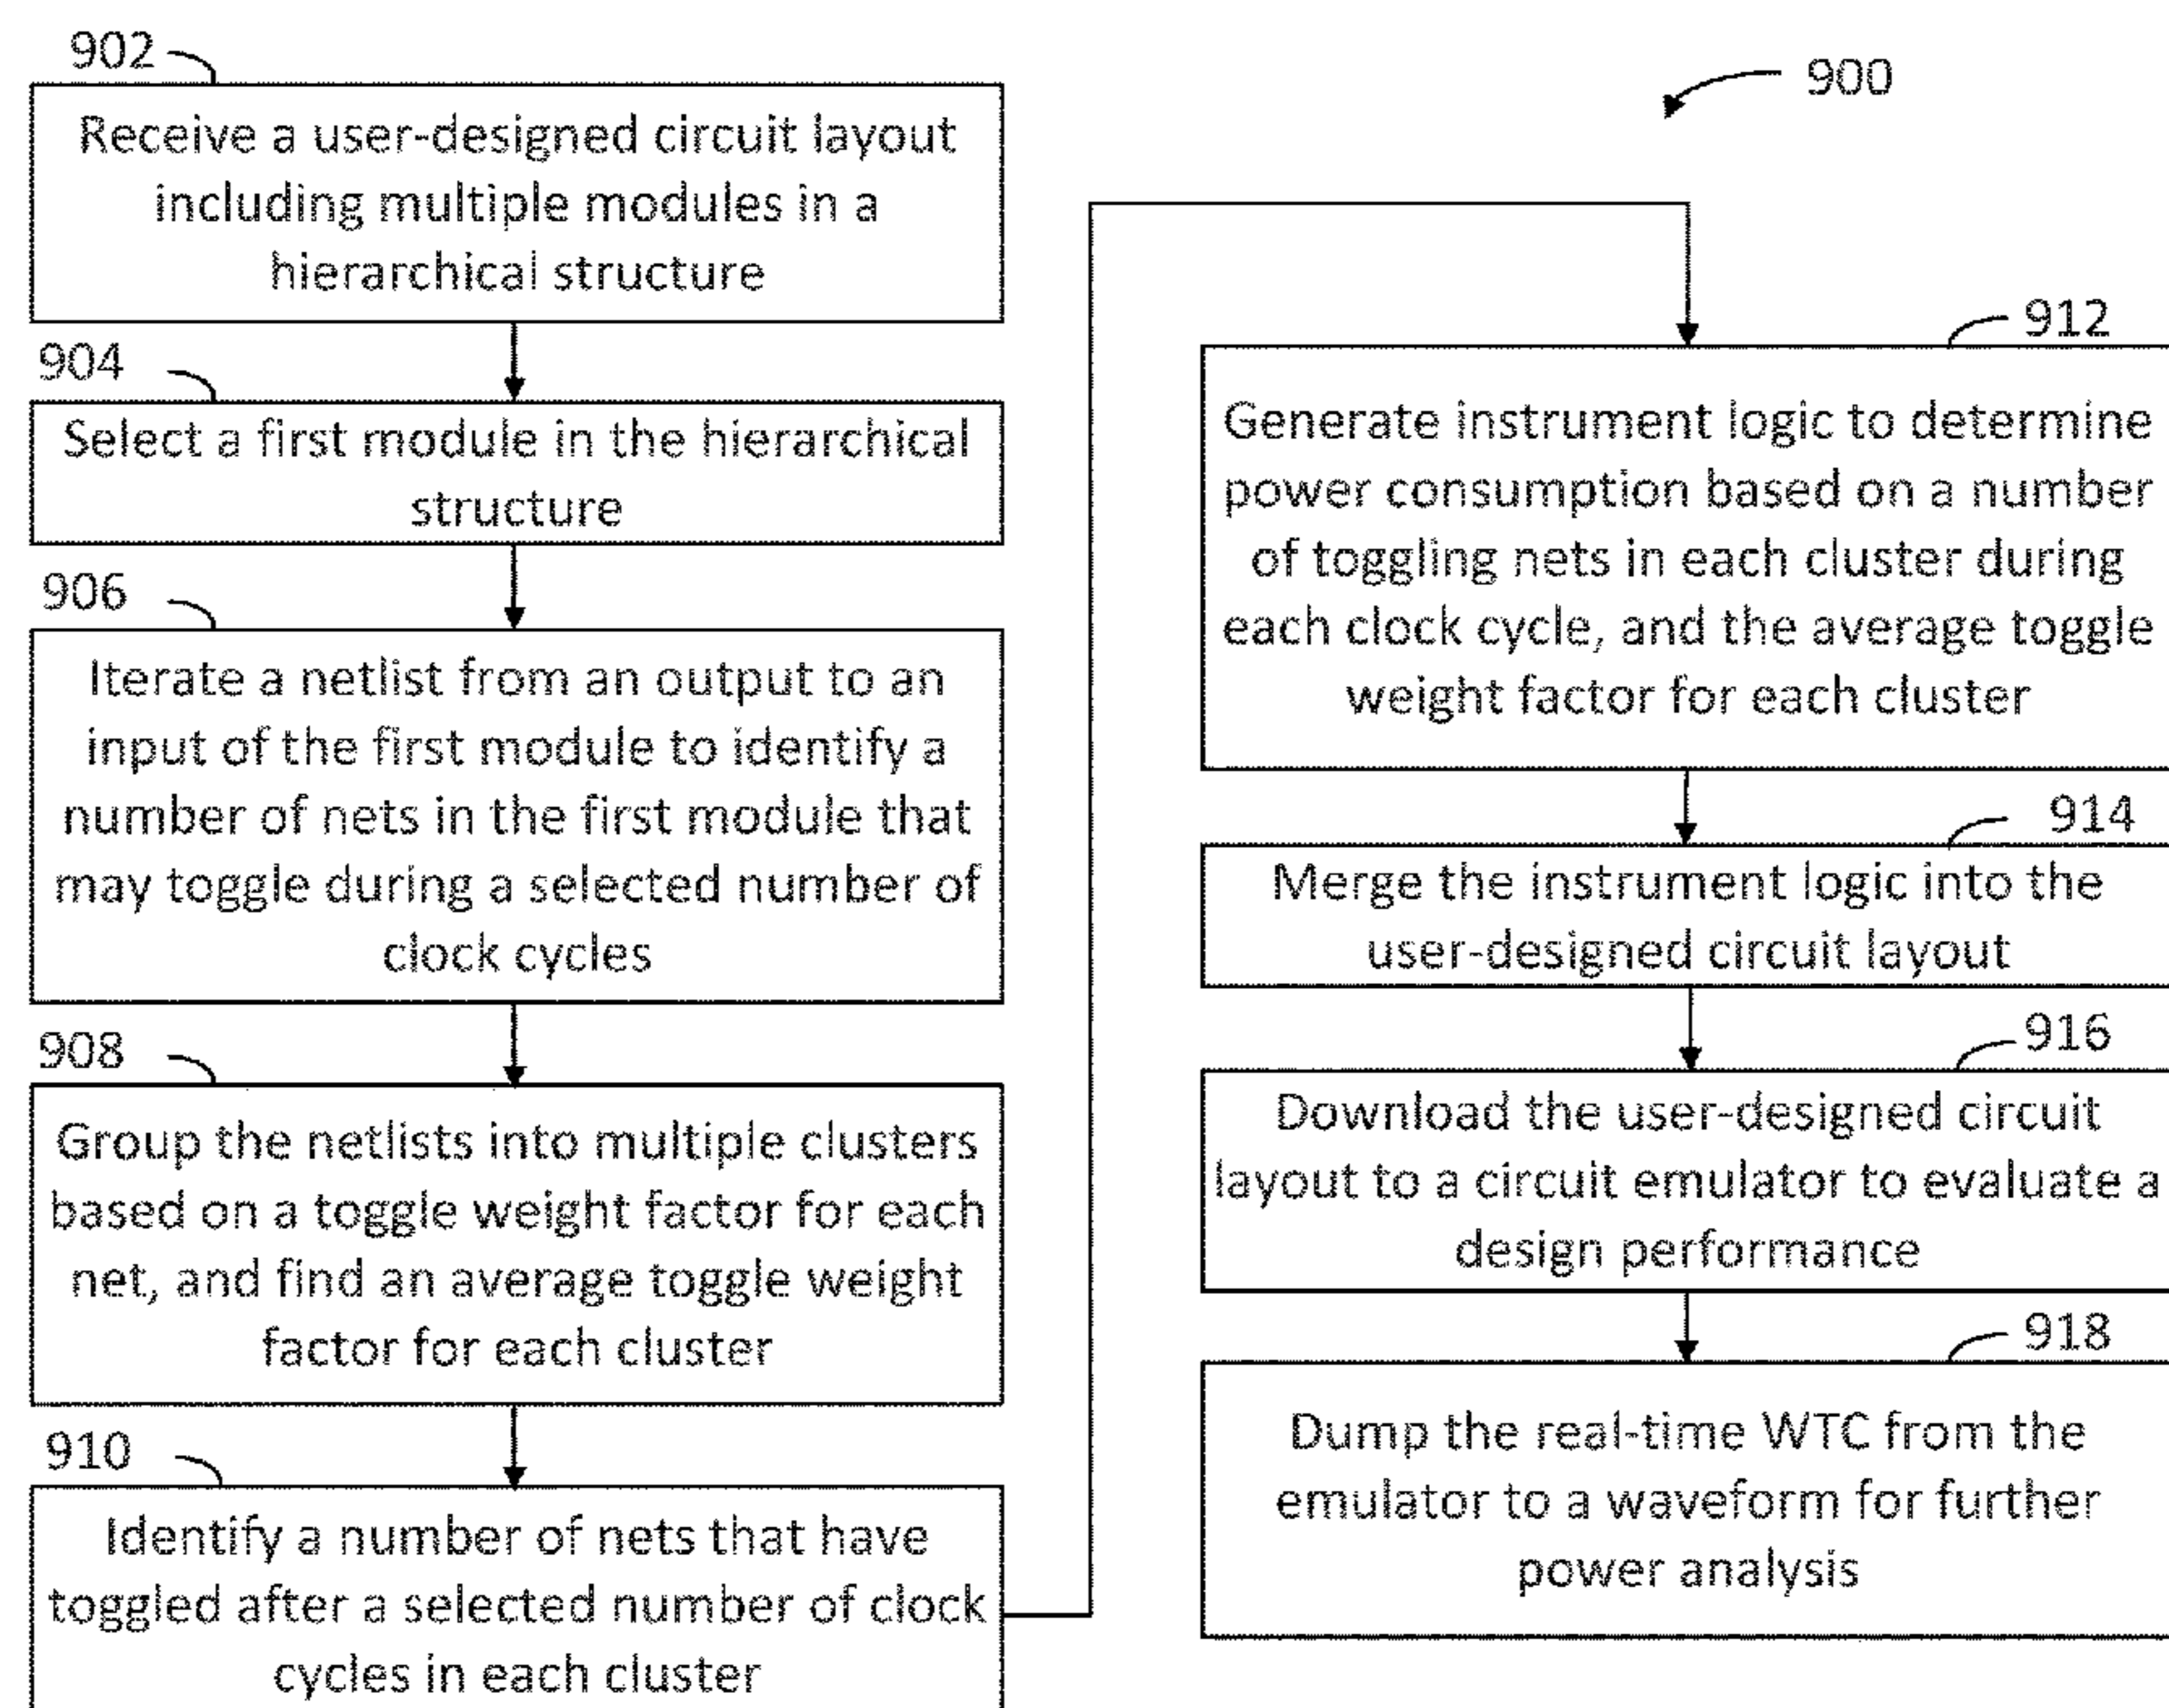 902
Receive a user-designed circuit layout
including multiple modules in a
hierarchical structure
904
Select a first module in the hierarchical
structure
906
Iterate a netlist from an output to an
input of the first module to identify a
number of nets in the first module that
may toggle during a selected number of
clock cycles
908
Group the netlists into multiple clusters
based on a toggle weight factor for each
net, and find an average toggle weight
factor for each cluster
910
Identify a number of nets that have
toggled after a selected number of clock
cycles in each cluster
900
912
Generate instrument logic to determine
power consumption based on a number
of toggling nets in each cluster during
each clock cycle, and the average toggle
weight factor for each cluster
914
Merge the instrument logic into the
user-designed circuit layout
916
Download the user-designed circuit
layout to a circuit emulator to evaluate a
design performance
918
Dump the real-time WTC from the
emulator to a waveform for further
power analysis